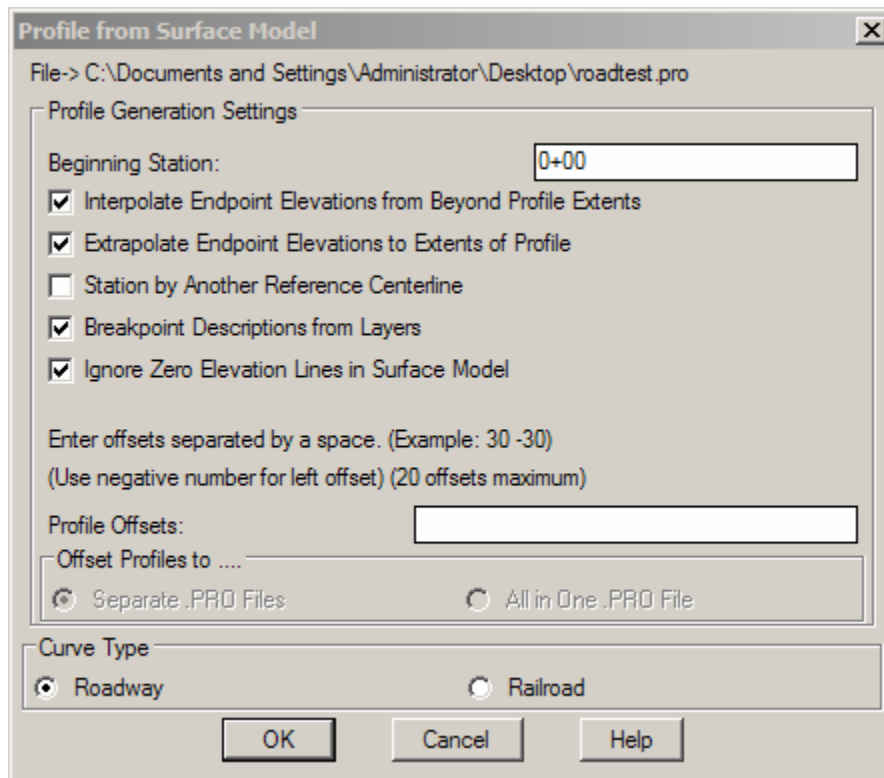 Profile from Surface Model
File-> C:\Documents and Settings\Administrator\Desktop\roadtest.pro
Profile Generation Settings
Beginning Station: 0+00
Interpolate Endpoint Elevations from Beyond Profile Extents
Extrapolate Endpoint Elevations to Extents of Profile
Station by Another Reference Centerline
Breakpoint Descriptions from Layers
Ignore Zero Elevation Lines in Surface Model
Enter offsets separated by a space. (Example: 30 -30)
(Use negative number for left offset) (20 offsets maximum)
Profile Offsets:
Offset Profiles to ....
Separate .PRO Files All in One .PRO File
Curve Type
Roadway Railroad
OK Cancel Help